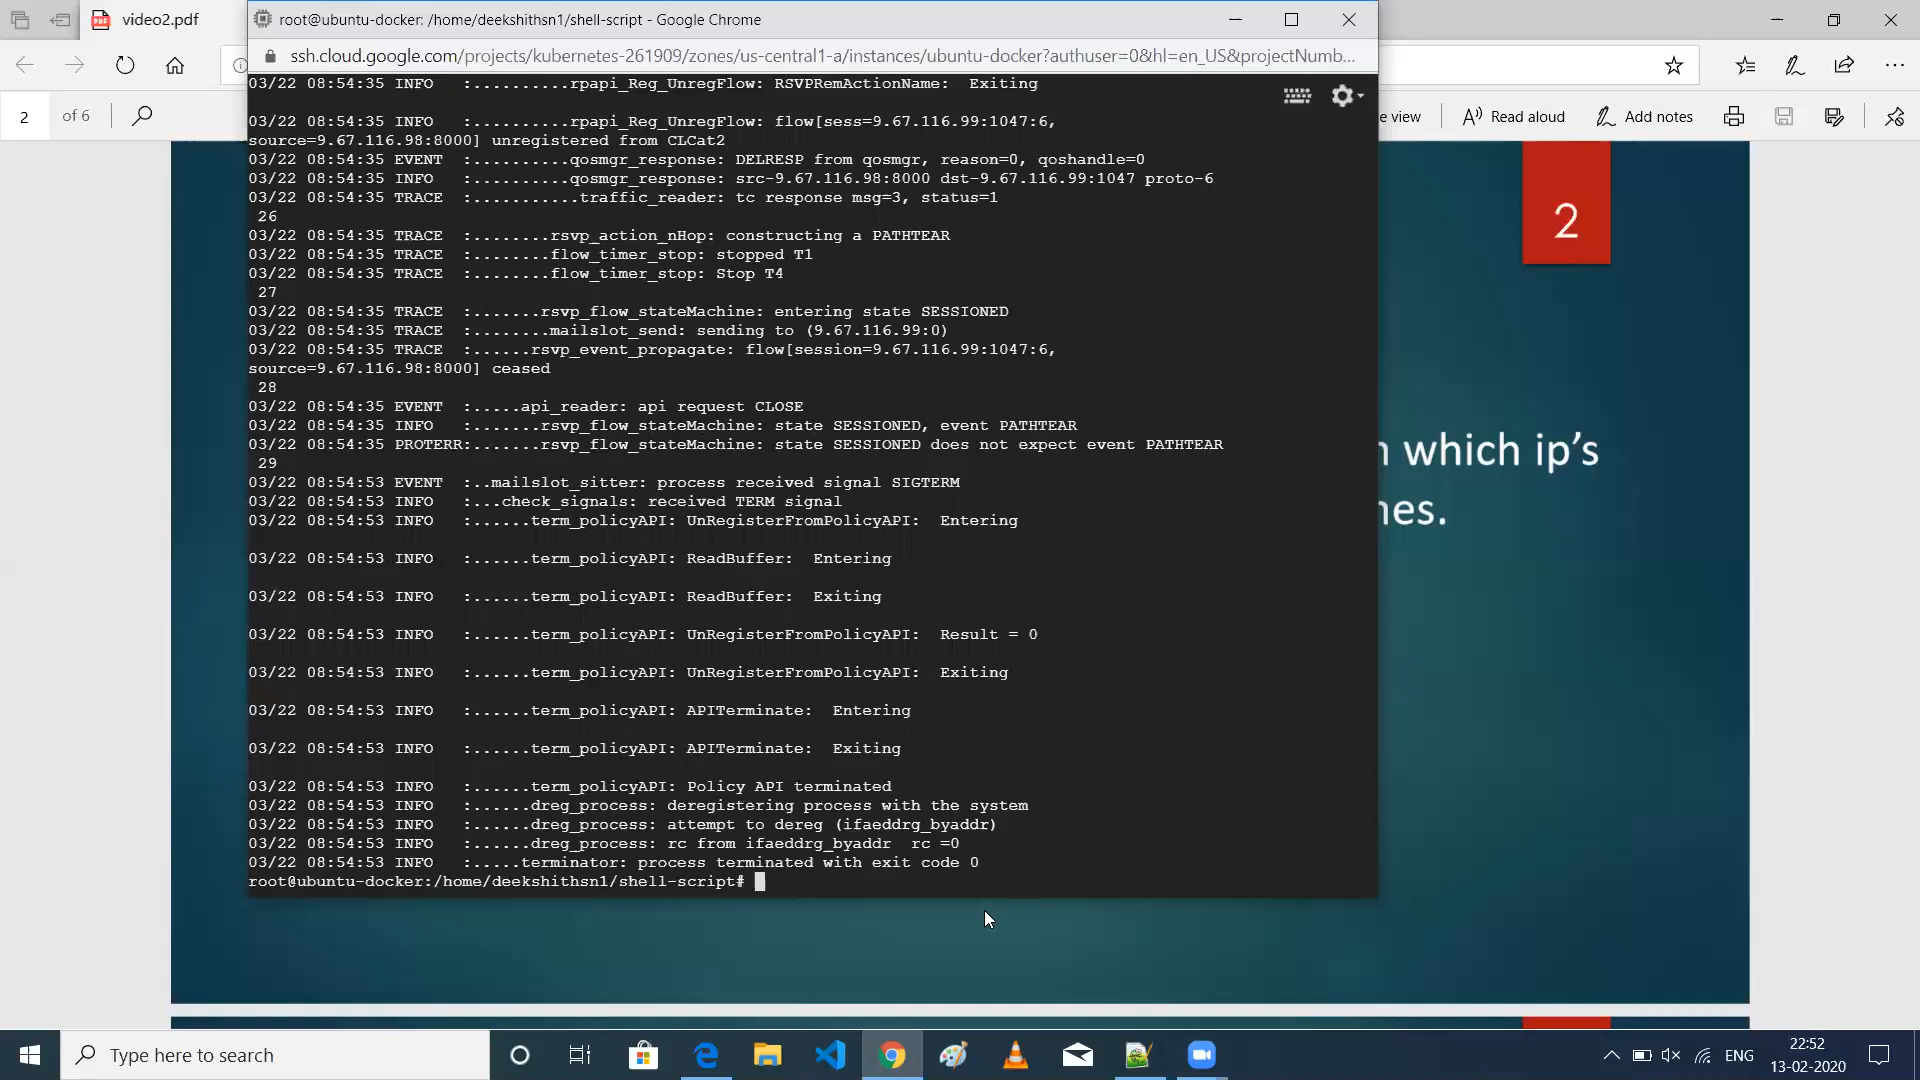 video2.pdf
root@ubuntu-docker: /home/deekshithsn1/shell-script - Google Chrome
ssh.cloud.google.com/projects/kubernetes-261909/zones/us-central1-a/instances/ubuntu-docker?authuser=0&hl=en_US&projectNumb...
2 of 6
e view
Read aloud
Add notes
03/22 08:54:35 INFO   :...........rpapi_Reg_UnregFlow: RSVPRemActionName:  Exiting
03/22 08:54:35 INFO   :...........rpapi_Reg_UnregFlow: flow[sess=9.67.116.99:1047:6,
source=9.67.116.98:8000] unregistered from CLCat2
03/22 08:54:35 EVENT  :...........qosmgr_response: DELRESP from qosmgr, reason=0, qoshandle=0
03/22 08:54:35 INFO   :...........qosmgr_response: src-9.67.116.98:8000 dst-9.67.116.99:1047 proto-6
03/22 08:54:35 TRACE  :............traffic_reader: tc response msg=3, status=1
26
03/22 08:54:35 TRACE  :.........rsvp_action_nHop: constructing a PATHTEAR
03/22 08:54:35 TRACE  :.........flow_timer_stop: stopped T1
03/22 08:54:35 TRACE  :.........flow_timer_stop: Stop T4
27
03/22 08:54:35 TRACE  :........rsvp_flow_stateMachine: entering state SESSIONED
03/22 08:54:35 TRACE  :.........mailslot_send: sending to (9.67.116.99:0)
03/22 08:54:35 TRACE  :.......rsvp_event_propagate: flow[session=9.67.116.99:1047:6,
source=9.67.116.98:8000] ceased
28
03/22 08:54:35 EVENT  :......api_reader: api request CLOSE
03/22 08:54:35 INFO   :........rsvp_flow_stateMachine: state SESSIONED, event PATHTEAR
03/22 08:54:35 PROTERR:........rsvp_flow_stateMachine: state SESSIONED does not expect event PATHTEAR
29
03/22 08:54:53 EVENT  :..mailslot_sitter: process received signal SIGTERM
03/22 08:54:53 INFO   :...check_signals: received TERM signal
03/22 08:54:53 INFO   :.......term_policyAPI: UnRegisterFromPolicyAPI:  Entering
03/22 08:54:53 INFO   :.......term_policyAPI: ReadBuffer:  Entering
03/22 08:54:53 INFO   :.......term_policyAPI: ReadBuffer:  Exiting
03/22 08:54:53 INFO   :.......term_policyAPI: UnRegisterFromPolicyAPI:  Result = 0
03/22 08:54:53 INFO   :.......term_policyAPI: UnRegisterFromPolicyAPI:  Exiting
03/22 08:54:53 INFO   :.......term_policyAPI: APITerminate:  Entering
03/22 08:54:53 INFO   :.......term_policyAPI: APITerminate:  Exiting
03/22 08:54:53 INFO   :.......term_policyAPI: Policy API terminated
03/22 08:54:53 INFO   :.......dreg_process: deregistering process with the system
03/22 08:54:53 INFO   :.......dreg_process: attempt to dereg (ifaeddrg_byaddr)
03/22 08:54:53 INFO   :.......dreg_process: rc from ifaeddrg_byaddr  rc =0
03/22 08:54:53 INFO   :......terminator: process terminated with exit code 0
root@ubuntu-docker:/home/deekshithsn1/shell-script#
2
which ip's
nes.
Type here to search
ENG
22:52
13-02-2020